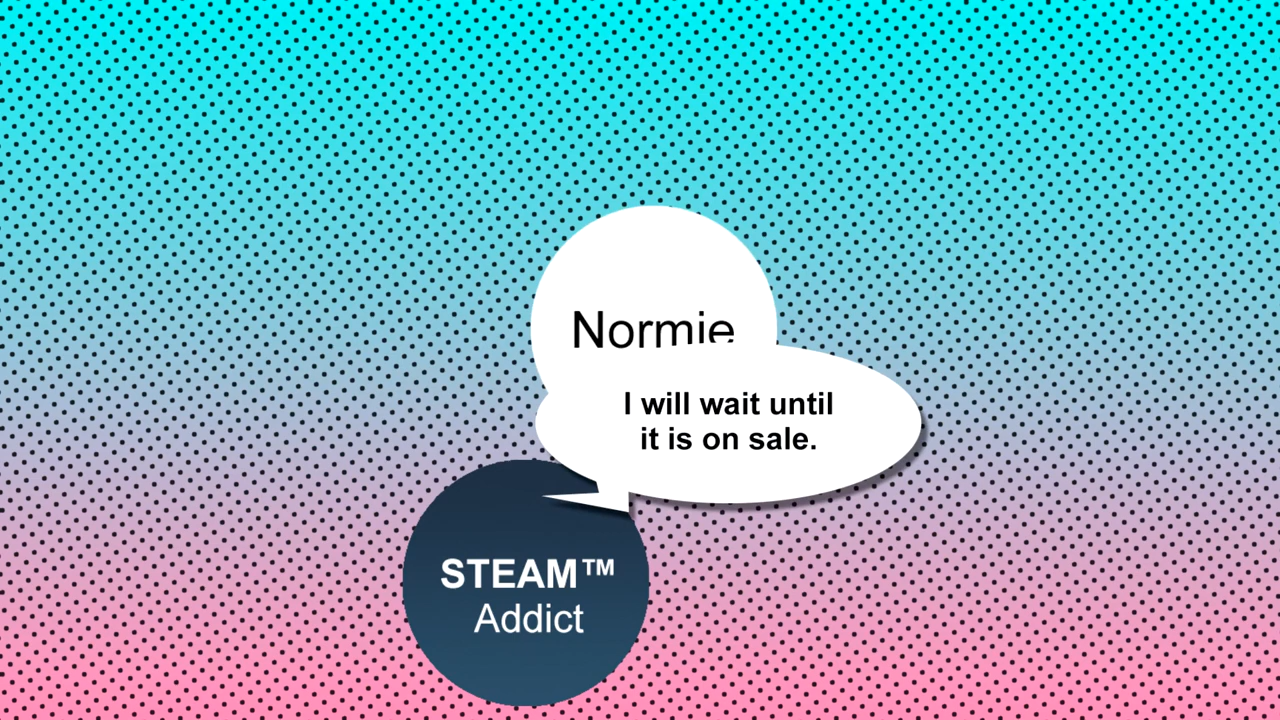 Normie
I will wait until
it is on sale.
STEAM™
Addict